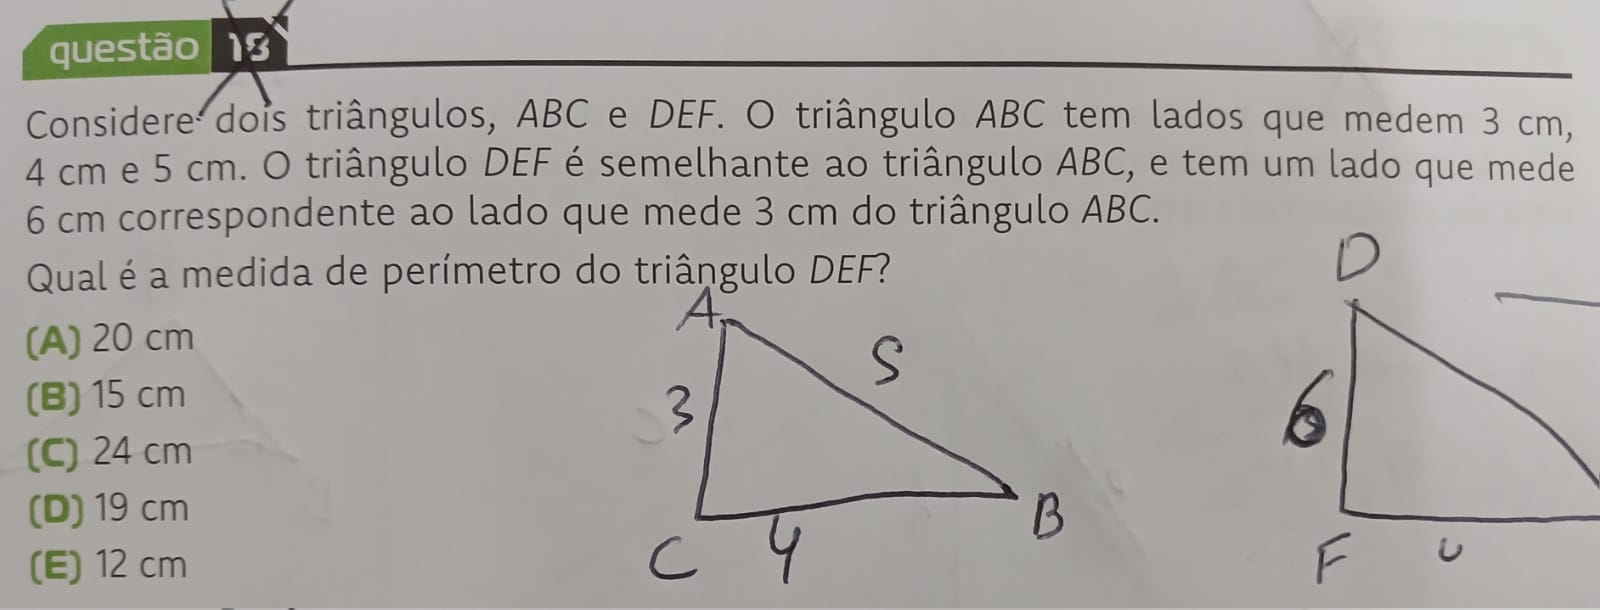 questão 18
Considere dois triângulos, ABC e DEF. O triângulo ABC tem lados que medem 3 cm,
4 cm e 5 cm. O triângulo DEF é semelhante ao triângulo ABC, e tem um lado que mede
6 cm correspondente ao lado que mede 3 cm do triângulo ABC.
Qual é a medida de perímetro do triângulo DEF?
(A) 20 cm
(B) 15 cm
(C) 24 cm
(D) 19 cm
(E) 12 cm
A
3
5
C
4
B
D
6
F